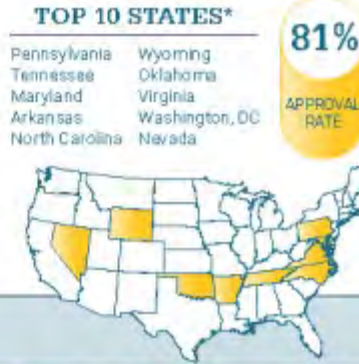 TOP 10 STATES*
Pennsylvania
Tennessee
Maryland
Arkansas
North Carolina
Wyoming
Oklahoma
Virginia
Washington, DC
Nevada
81%
APPROVAL
RATE